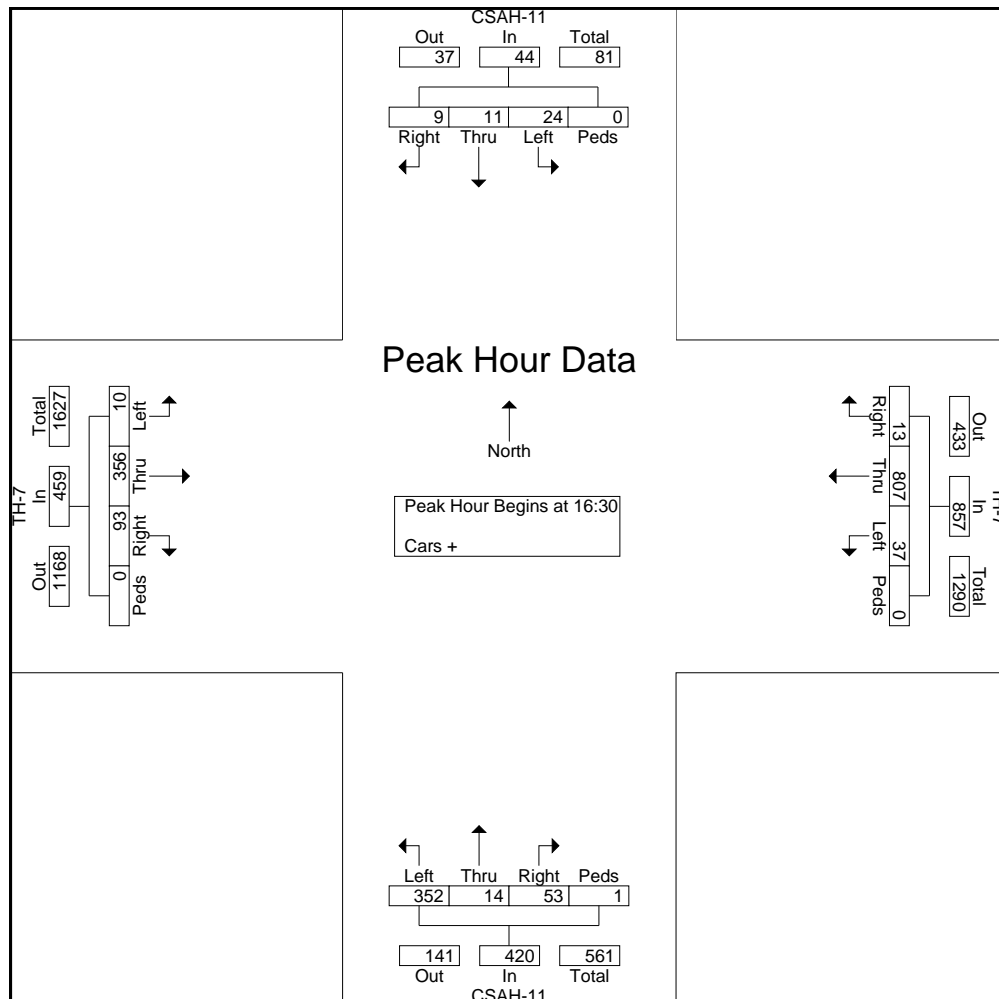 CSAH-11
Out In Total
37 44 81
9 11 24 0
Right Thru Left Peds
Peak Hour Data
North
Peak Hour Begins at 16:30
Cars +
TH-7
Total In Out
1627 459 1168
10 356 93 0
Left Thru Right Peds
Right Thru Left Peds
13 807 37 0
Out In Total
433 857 1290
TH-7
Left Thru Right Peds
352 14 53 1
141 420 561
Out In Total
CSAH-11